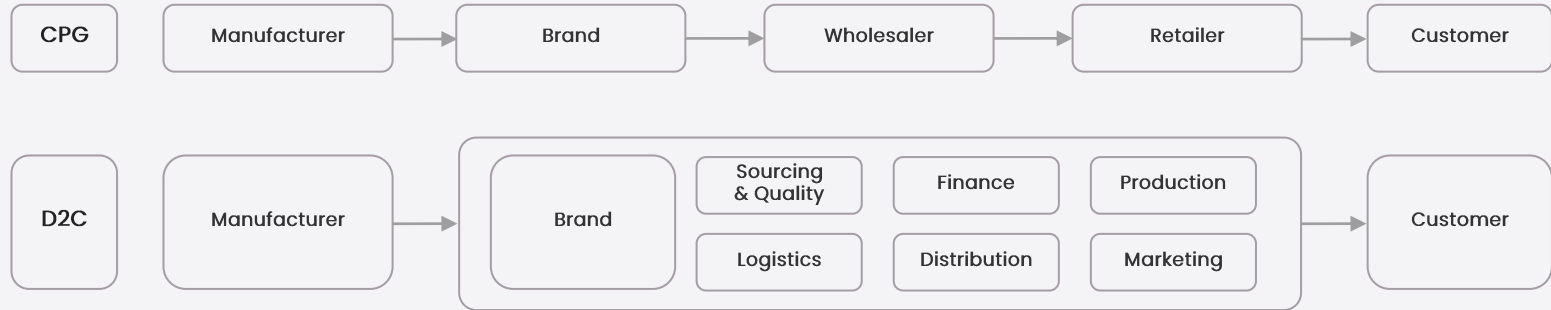 CPG
Manufacturer
Brand
Wholesaler
Retailer
Customer
D2C
Manufacturer
Brand
Sourcing
& Quality
Finance
Production
Logistics
Distribution
Marketing
Customer